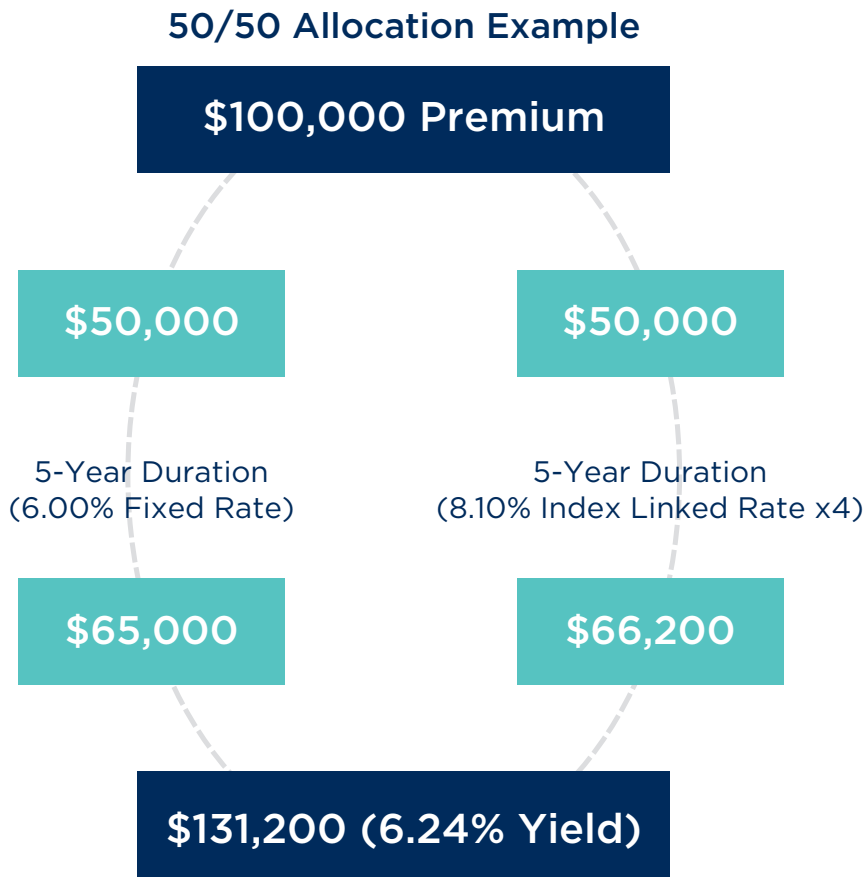 50/50 Allocation Example
$100,000 Premium
$50,000
$50,000
5-Year Duration
(6.00% Fixed Rate)
5-Year Duration
(8.10% Index Linked Rate x4)
$65,000
$66,200
$131,200 (6.24% Yield)